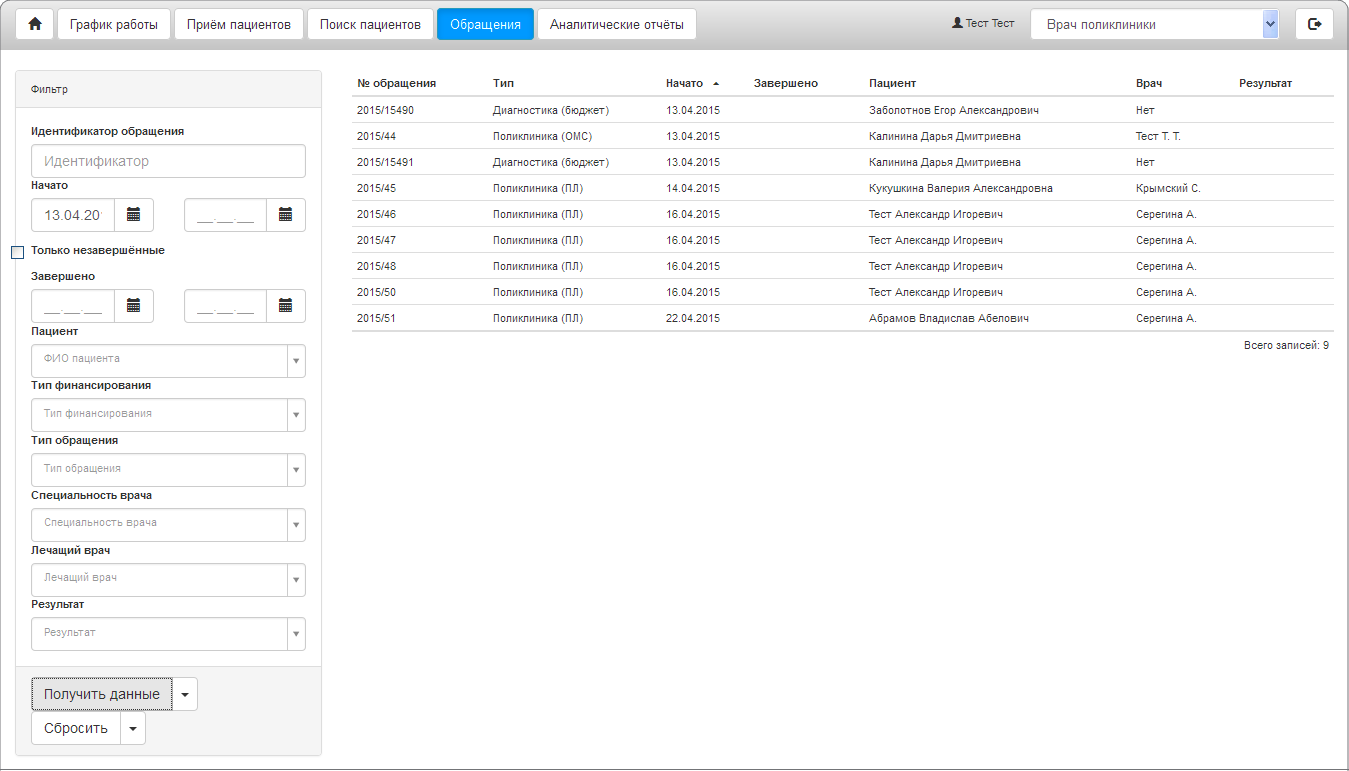 График работы Приём пациентов Поиск пациентов Обращения Аналитические отчёты Тест Тест Врач поликлиники
Фильтр
Идентификатор обращения
Идентификатор
Начато
13.04.20 __.__.__
Только незавершённые
Завершено
__.__.__ __.__.__
Пациент
ФИО пациента
Тип финансирования
Тип финансирования
Тип обращения
Тип обращения
Специальность врача
Специальность врача
Лечащий врач
Лечащий врач
Результат
Результат
Получить данные
Сбросить
№ обращения Тип Начато Завершено Пациент Врач Результат
2015/15490 Диагностика (бюджет) 13.04.2015 Заболотнов Егор Александрович Нет
2015/44 Поликлиника (ОМС) 13.04.2015 Калинина Дарья Дмитриевна Тест Т. Т.
2015/15491 Диагностика (бюджет) 13.04.2015 Калинина Дарья Дмитриевна Нет
2015/45 Поликлиника (ПЛ) 14.04.2015 Кукушкина Валерия Александровна Крымский С.
2015/46 Поликлиника (ПЛ) 16.04.2015 Тест Александр Игоревич Серегина А.
2015/47 Поликлиника (ПЛ) 16.04.2015 Тест Александр Игоревич Серегина А.
2015/48 Поликлиника (ПЛ) 16.04.2015 Тест Александр Игоревич Серегина А.
2015/50 Поликлиника (ПЛ) 16.04.2015 Тест Александр Игоревич Серегина А.
2015/51 Поликлиника (ПЛ) 22.04.2015 Абрамов Владислав Абелович Серегина А.
Всего записей: 9